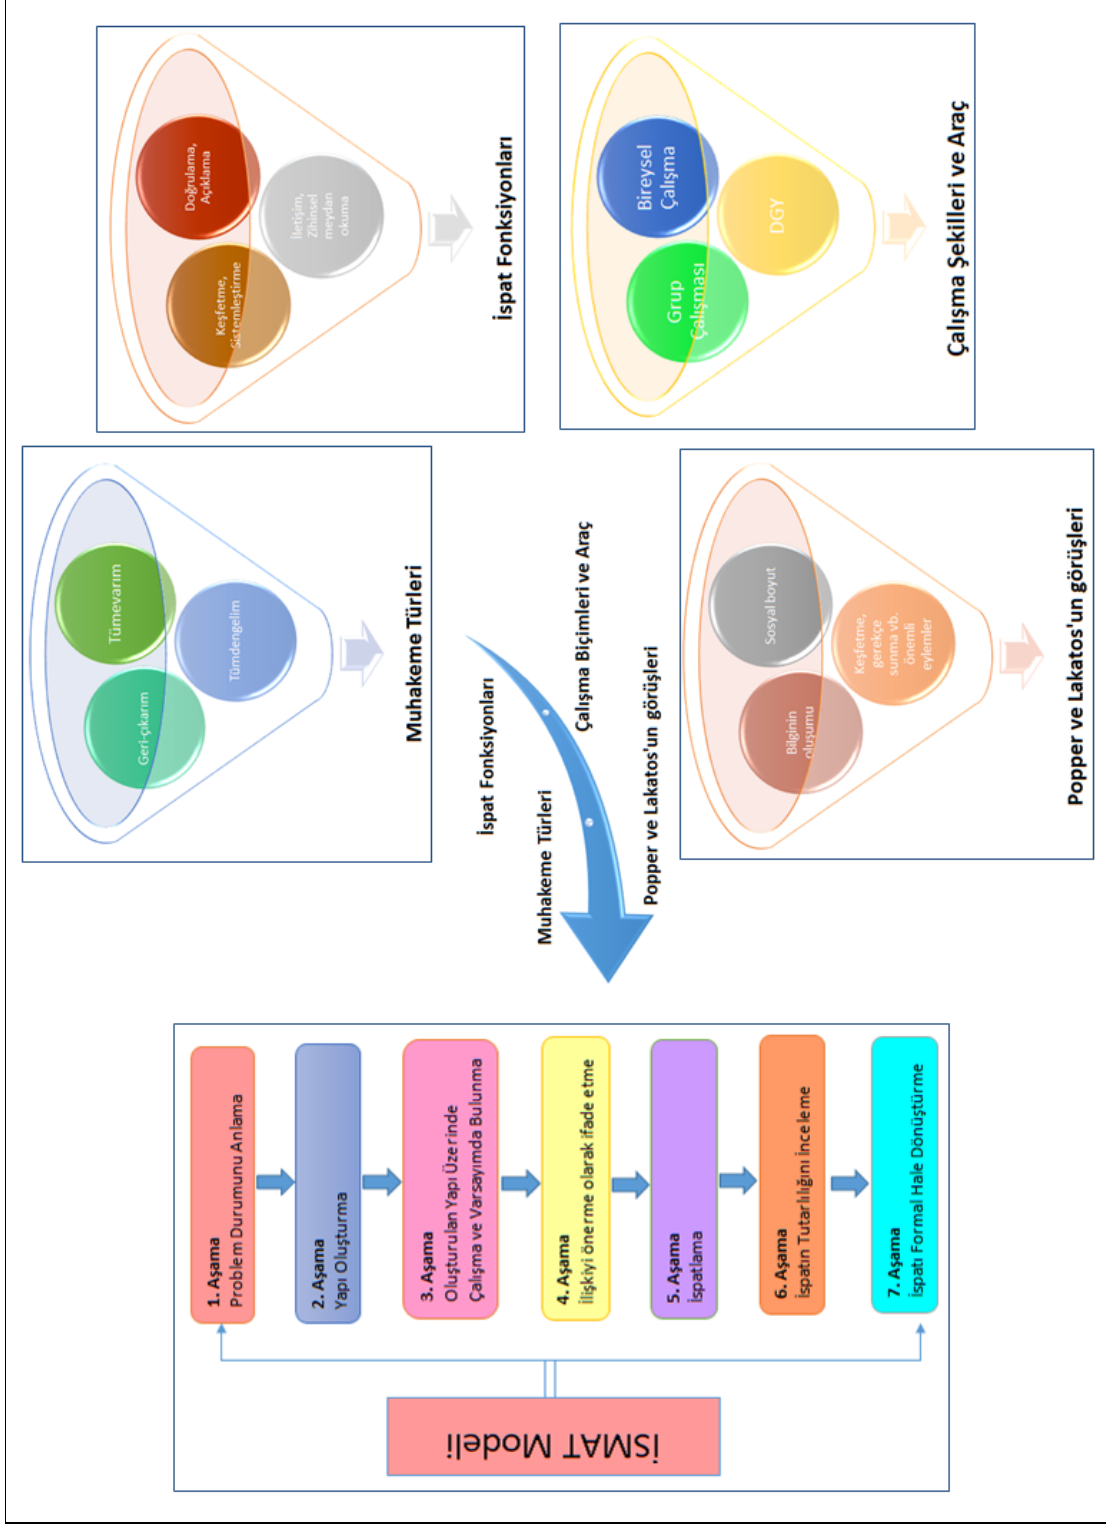 İSMAT Modeli
1. Aşama
Problem Durumunu Anlama
2. Aşama
Yapı Oluşturma
3. Aşama
Oluşturulan Yapı Üzerinde
Çalışma ve Varsayımda Bulunma
4. Aşama
İlişkiyi önerme olarak ifade etme
5. Aşama
İspatlama
6. Aşama
İspatın Tutarlılığını İnceleme
7. Aşama
İspatı Formal Hale Dönüştürme
İspat Fonksiyonları
Muhakeme Türleri
Çalışma Biçimleri ve Araç
Popper ve Lakatos'un görüşleri
Geri-çıkarım
Tümevarım
Tümdengelim
Muhakeme Türleri
Keşfetme,
Sistemleştirme
Doğrulama,
Açıklama
İletişim,
Zihinsel
meydan
okuma
İspat Fonksiyonları
Bilginin
oluşumu
Sosyal boyut
Keşfetme,
gerekçe
sunma vb.
önemli
eylemler
Popper ve Lakatos'un görüşleri
Grup
Çalışması
Bireysel
Çalışma
DGY
Çalışma Şekilleri ve Araç